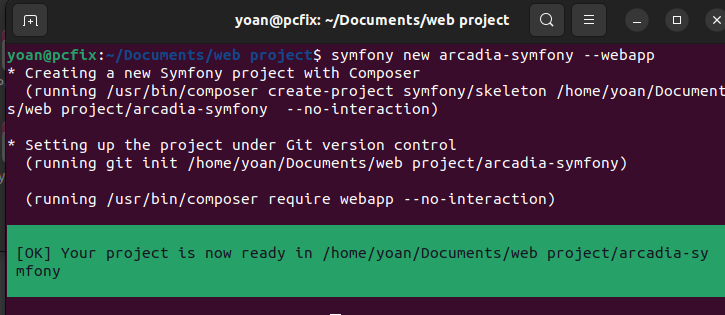 yoan@pcfix: ~/Documents/web project
yoan@pcfix:~/Documents/web project$ symfony new arcadia-symfony --webapp
* Creating a new Symfony project with Composer
(running /usr/bin/composer create-project symfony/skeleton /home/yoan/Document
s/web project/arcadia-symfony  --no-interaction)
* Setting up the project under Git version control
(running git init /home/yoan/Documents/web project/arcadia-symfony)
(running /usr/bin/composer require webapp --no-interaction)
[OK] Your project is now ready in /home/yoan/Documents/web project/arcadia-sy
mfony